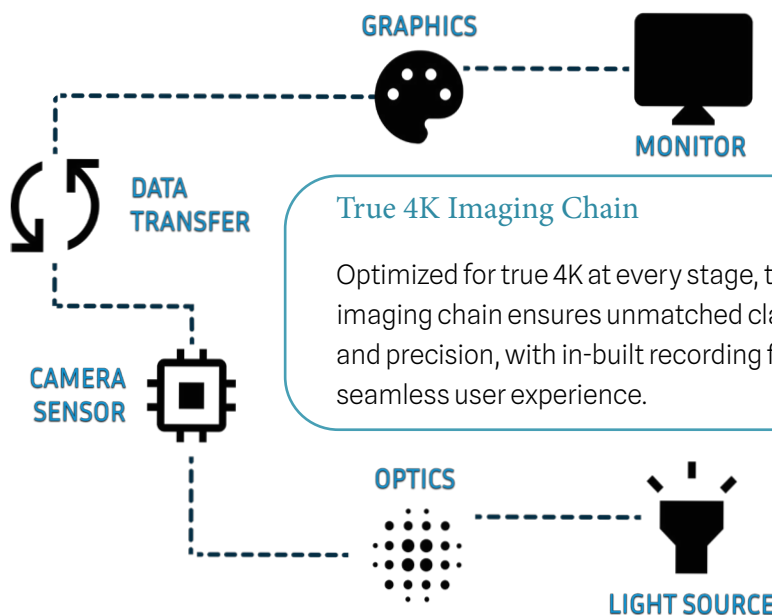 GRAPHICS
MONITOR
DATA
TRANSFER
True 4K Imaging Chain
Optimized for true 4K at every stage,
imaging chain ensures unmatched
and precision, with in-built recording
seamless user experience.
CAMERA
SENSOR
OPTICS
LIGHT SOURCE